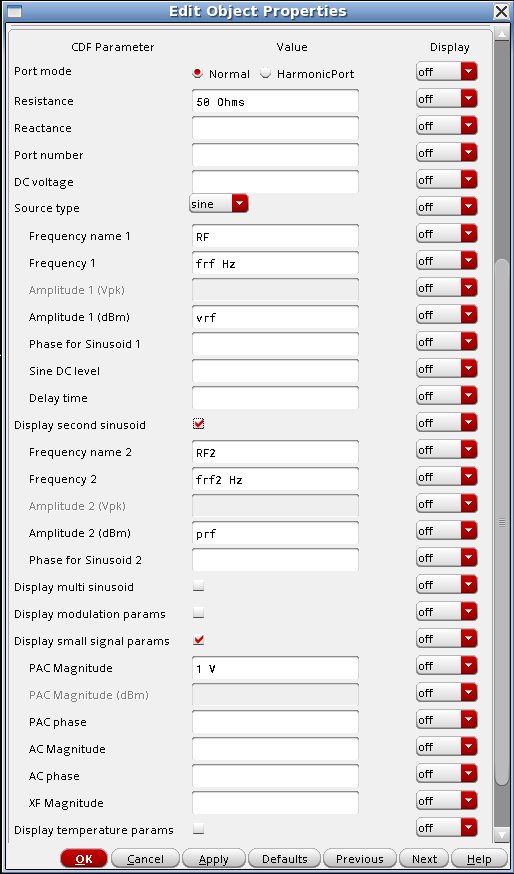 Edit Object Properties
CDF Parameter Value Display
Port mode Normal HarmonicPort off
Resistance 50 Ohms off
Reactance off
Port number off
DC voltage off
Source type sine off
Frequency name 1 RF off
Frequency 1 frf Hz off
Amplitude 1 (Vpk) off
Amplitude 1 (dBm) vrf off
Phase for Sinusoid 1 off
Sine DC level off
Delay time off
Display second sinusoid off
Frequency name 2 RF2 off
Frequency 2 frf2 Hz off
Amplitude 2 (Vpk) off
Amplitude 2 (dBm) prf off
Phase for Sinusoid 2 off
Display multi sinusoid off
Display modulation params off
Display small signal params off
PAC Magnitude 1 V off
PAC Magnitude (dBm) off
PAC phase off
AC Magnitude off
AC phase off
XF Magnitude off
Display temperature params off
OK Cancel Apply Defaults Previous Next Help